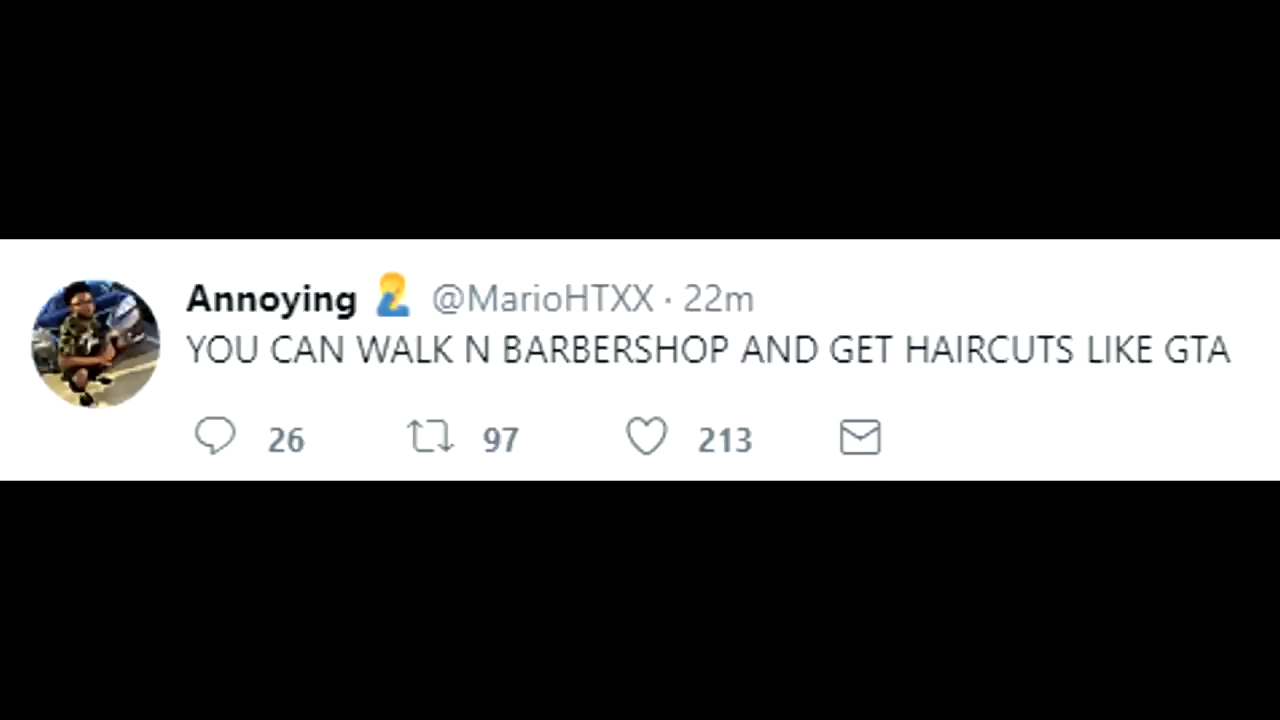 Annoying 🤦‍♂️ @MarioHTXX · 22m
YOU CAN WALK N BARBERSHOP AND GET HAIRCUTS LIKE GTA
26 97 213